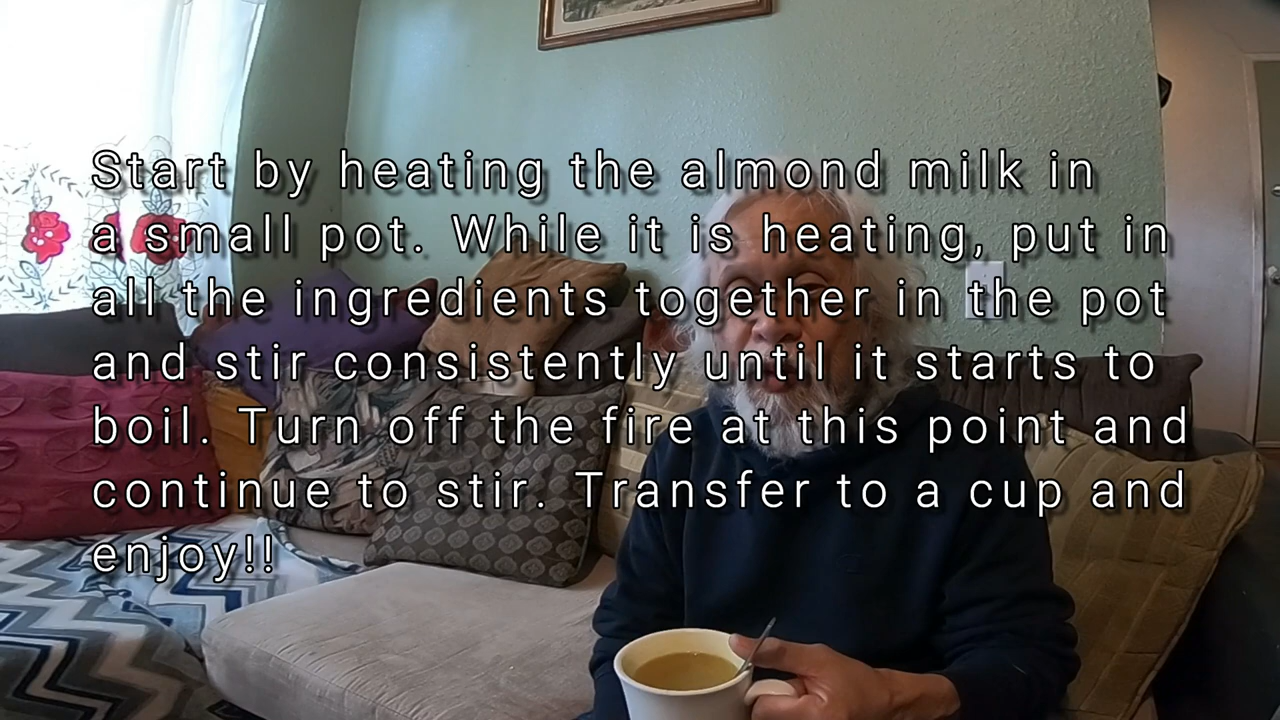 Start by heating the almond milk in
a small pot. While it is heating, put in
all the ingredients together in the pot
and stir consistently until it starts to
boil. Turn off the fire at this point and
continue to stir. Transfer to a cup and
enjoy!!